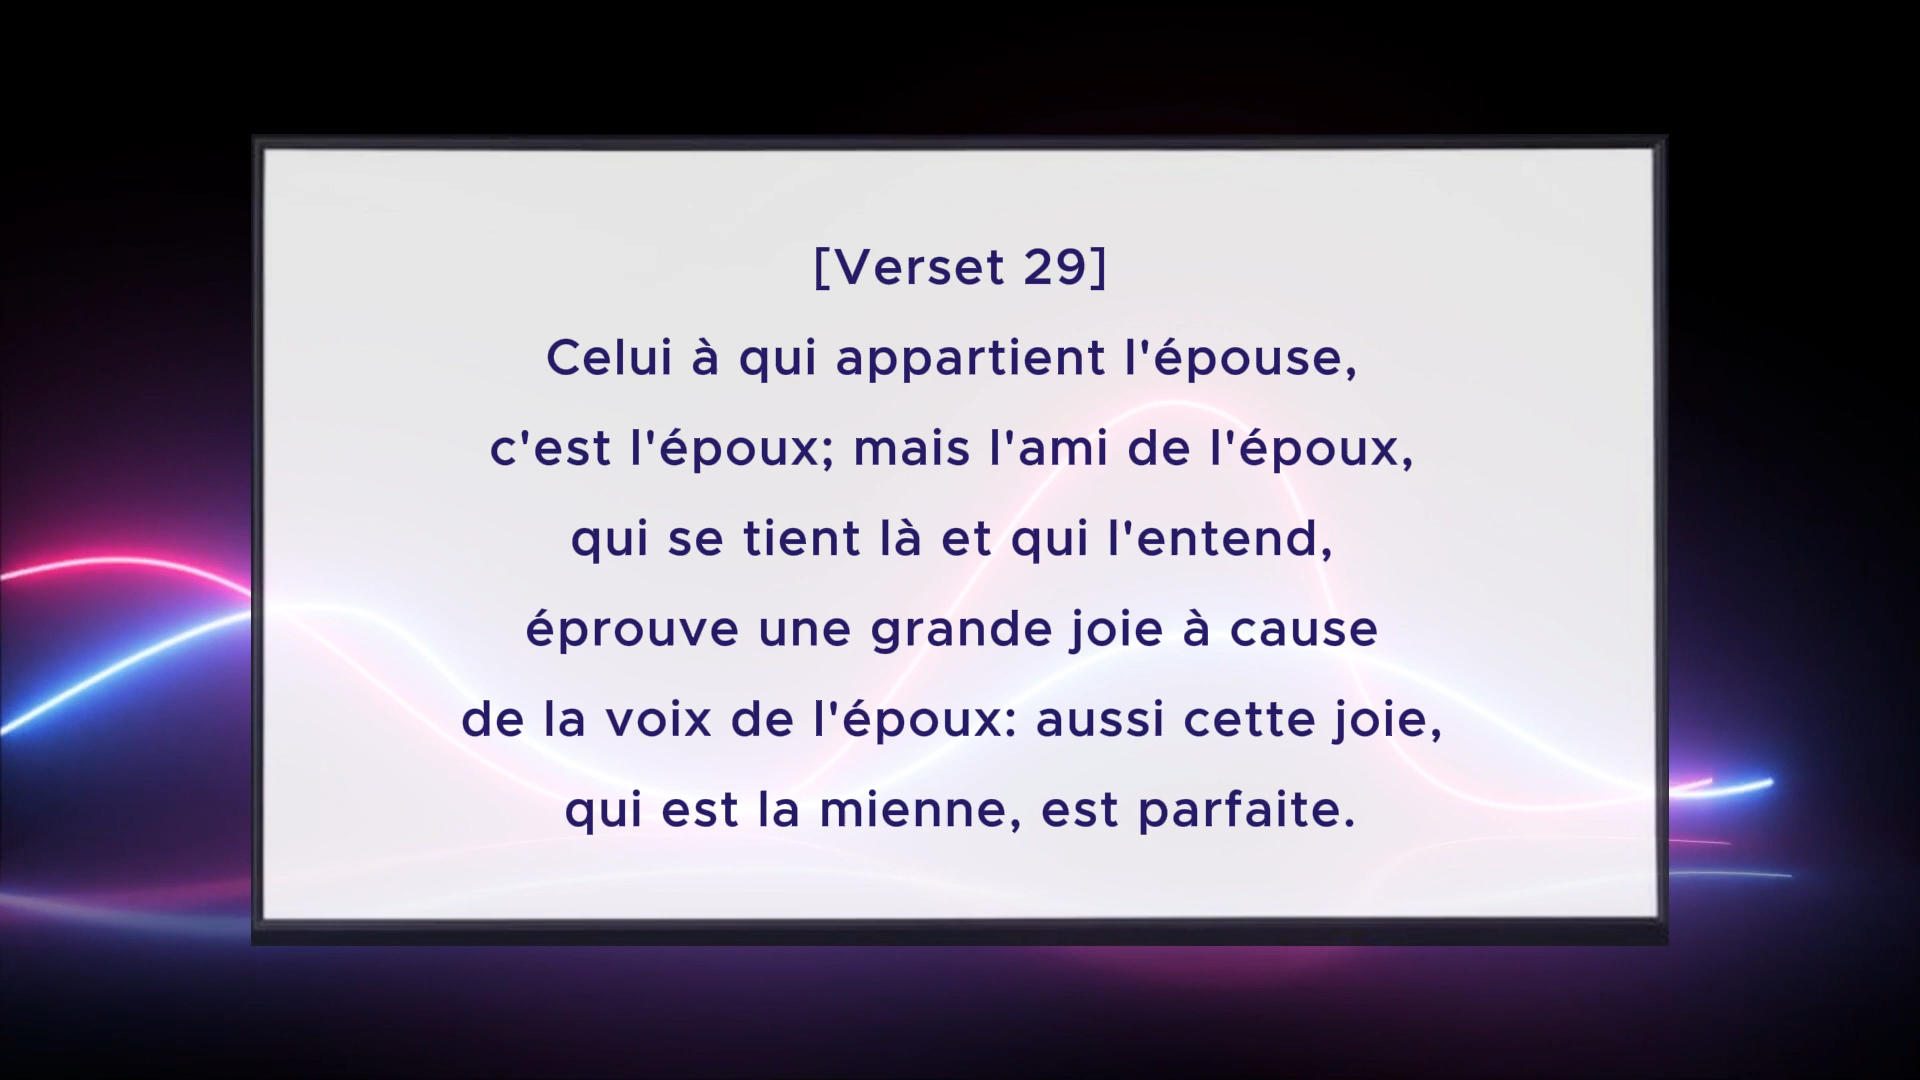 [Verset 29]
Celui à qui appartient l'épouse,
c'est l'époux; mais l'ami de l'époux,
qui se tient là et qui l'entend,
éprouve une grande joie à cause
de la voix de l'époux: aussi cette joie,
qui est la mienne, est parfaite.